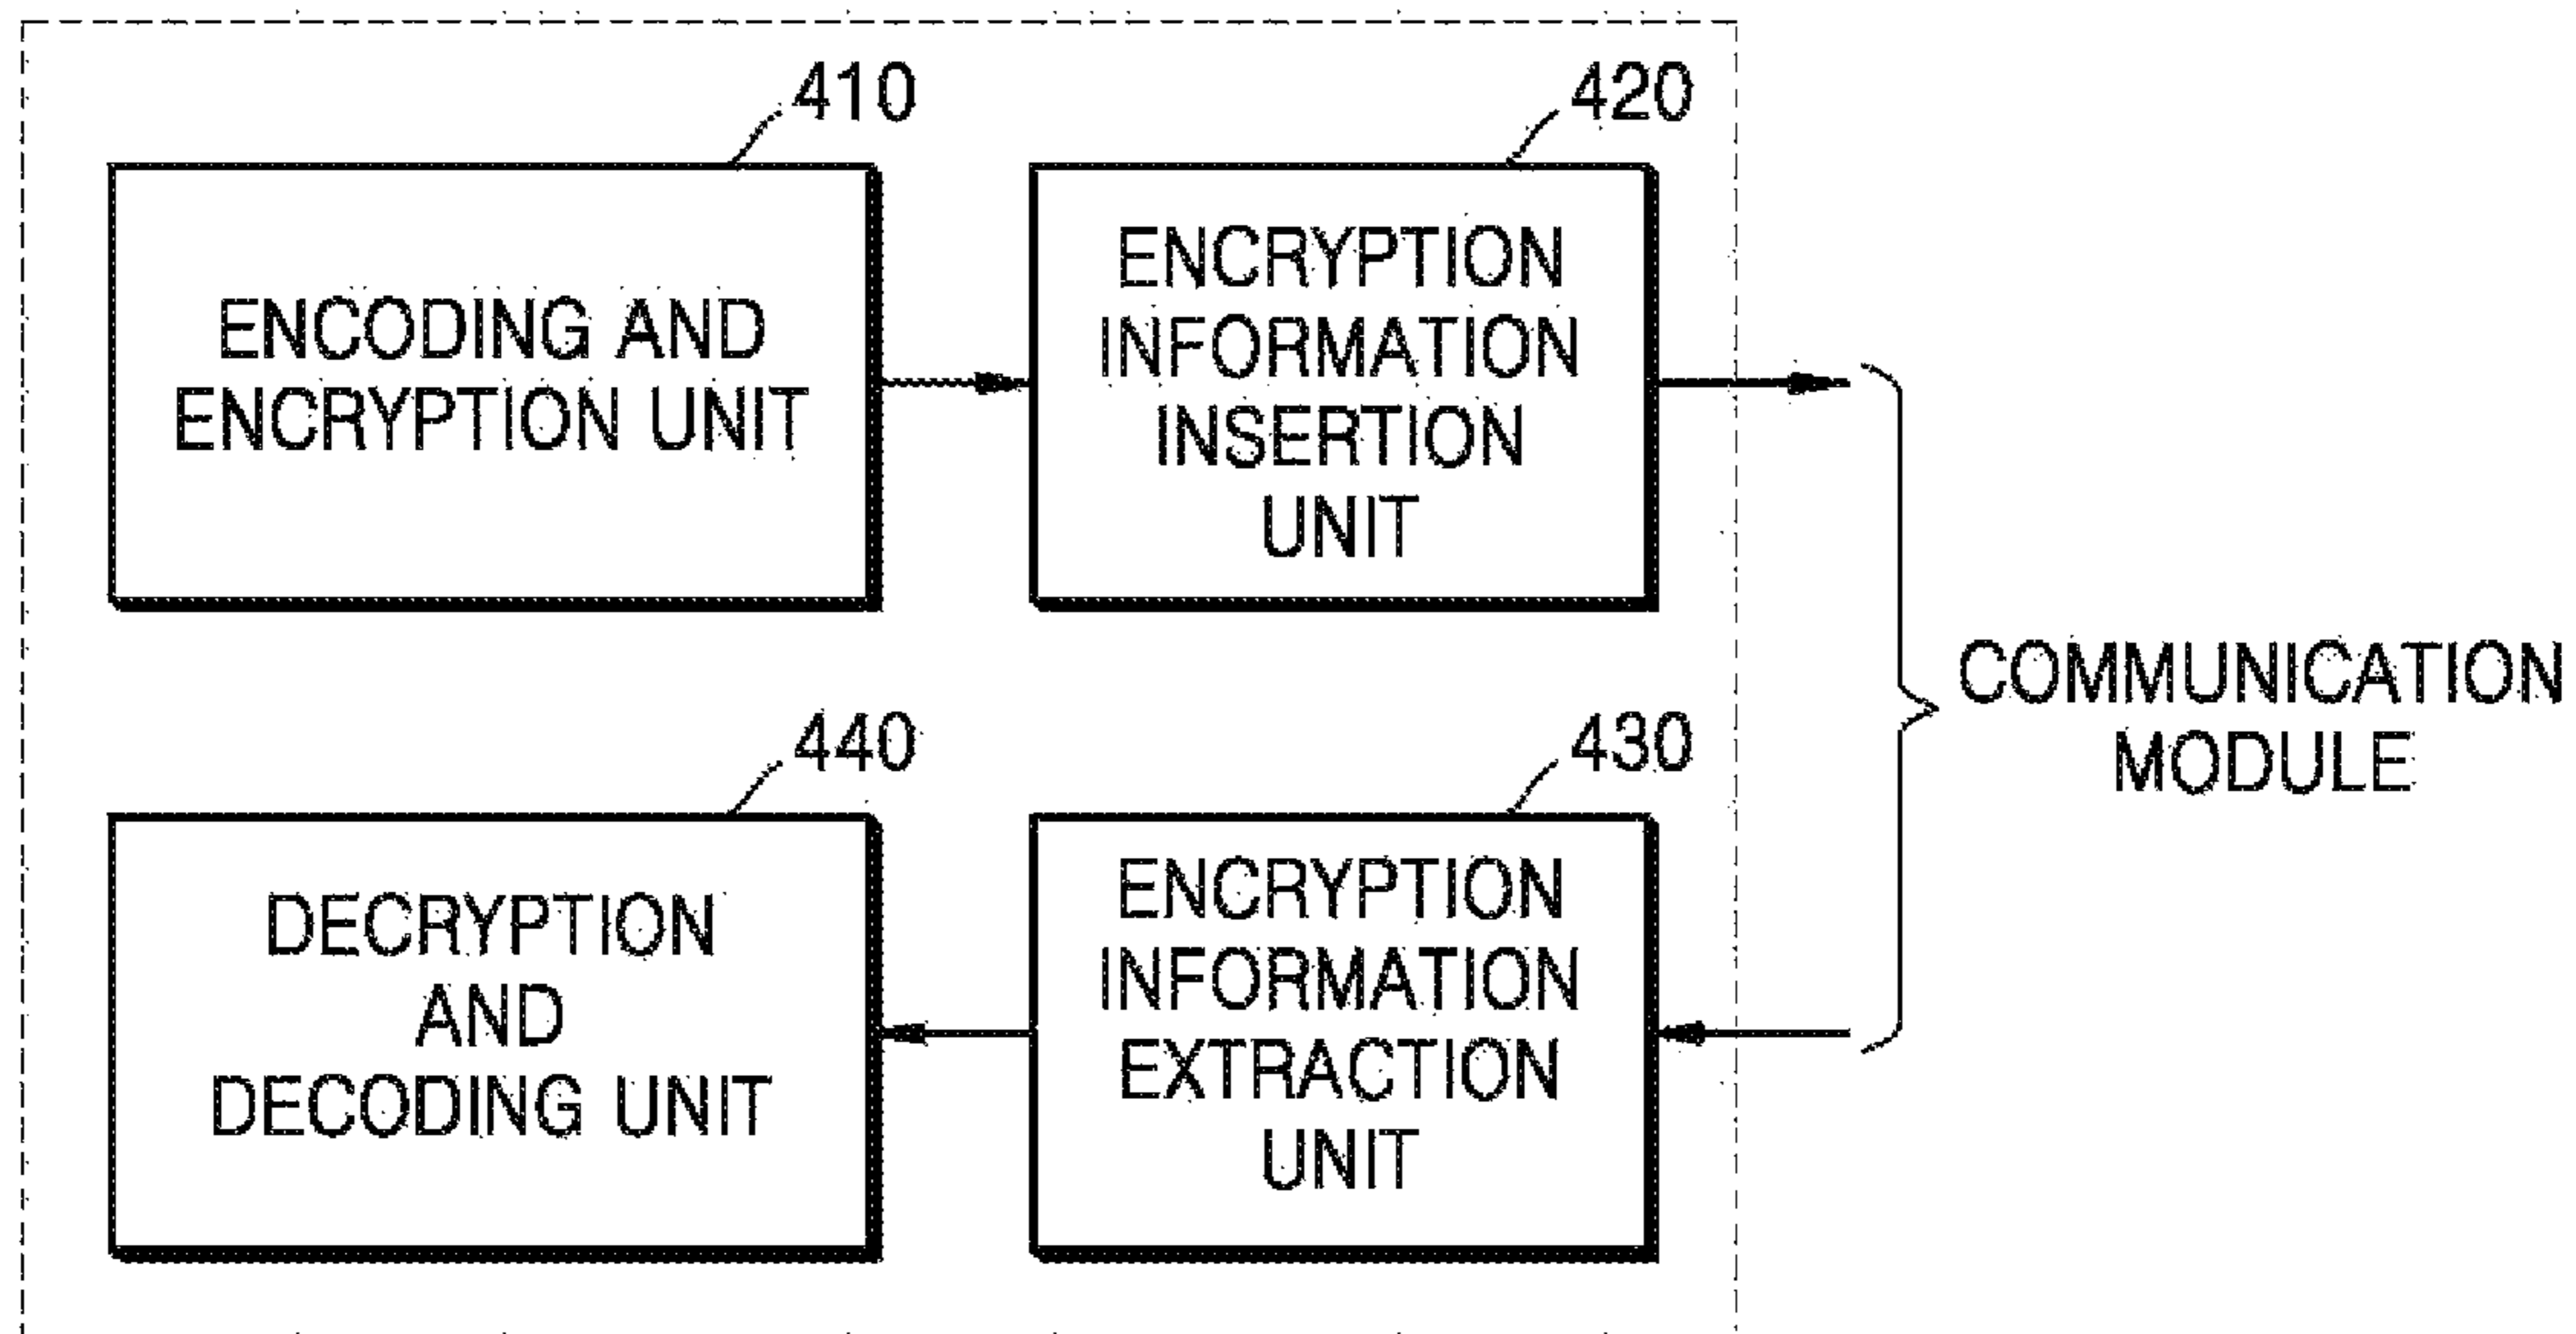 410
ENCODING AND
ENCRYPTION UNIT
420
ENCRYPTION
INFORMATION
INSERTION
UNIT
COMMUNICATION
MODULE
440
DECRYPTION
AND
DECODING UNIT
430
ENCRYPTION
INFORMATION
EXTRACTION
UNIT